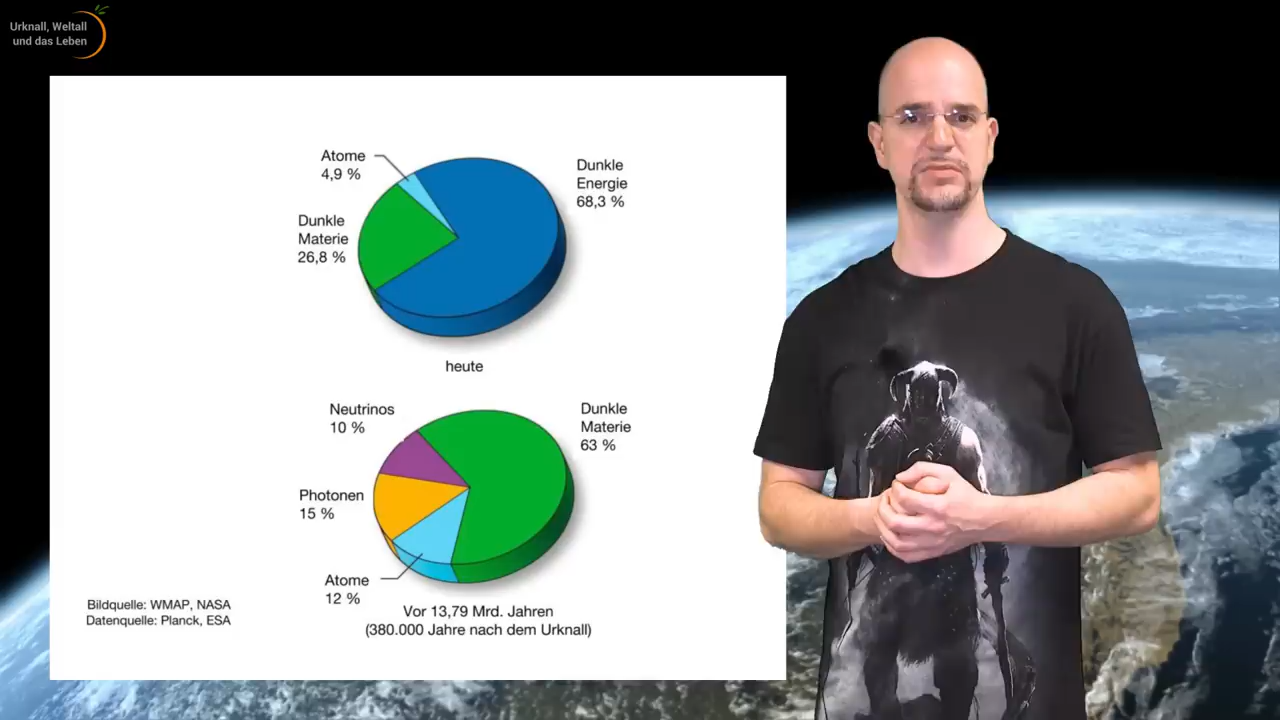 Urknall, Weltall
und das Leben
Atome
4,9 %
Dunkle
Energie
68,3 %
Dunkle
Materie
26,8 %
heute
Neutrinos
10 %
Dunkle
Materie
63 %
Photonen
15 %
Atome
12 %
Bildquelle: WMAP, NASA
Datenquelle: Planck, ESA
Vor 13,79 Mrd. Jahren
(380.000 Jahre nach dem Urknall)